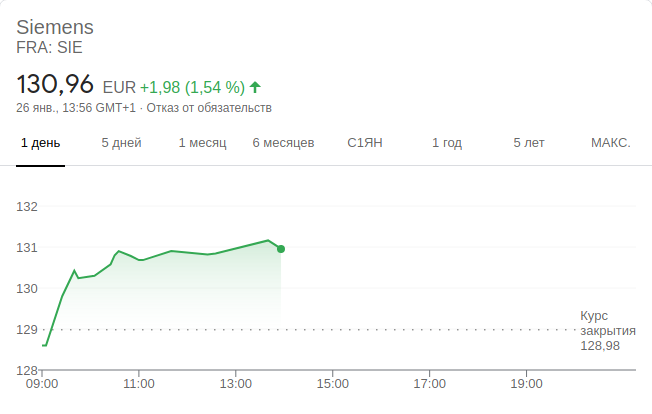 Siemens
FRA: SIE
130,96 EUR +1,98 (1,54 %)
26 янв., 13:56 GMT+1 · Отказ от обязательств
1 день 5 дней 1 месяц 6 месяцев С1ЯН 1 год 5 лет МАКС.
132
131
130
129
128
Курс
закрытия
128,98
09:00 11:00 13:00 15:00 17:00 19:00